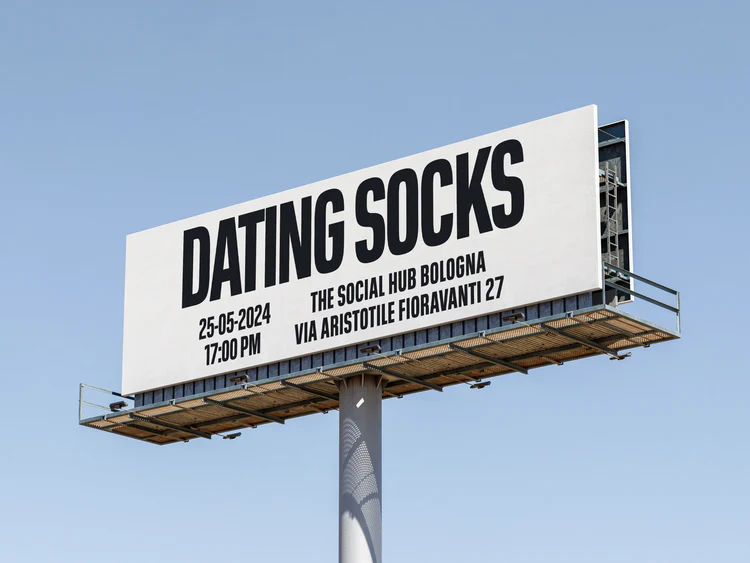 DATING SOCKS
25-05-2024
17:00 PM
THE SOCIAL HUB BOLOGNA
VIA ARISTOTILE FIORAVANTI 27